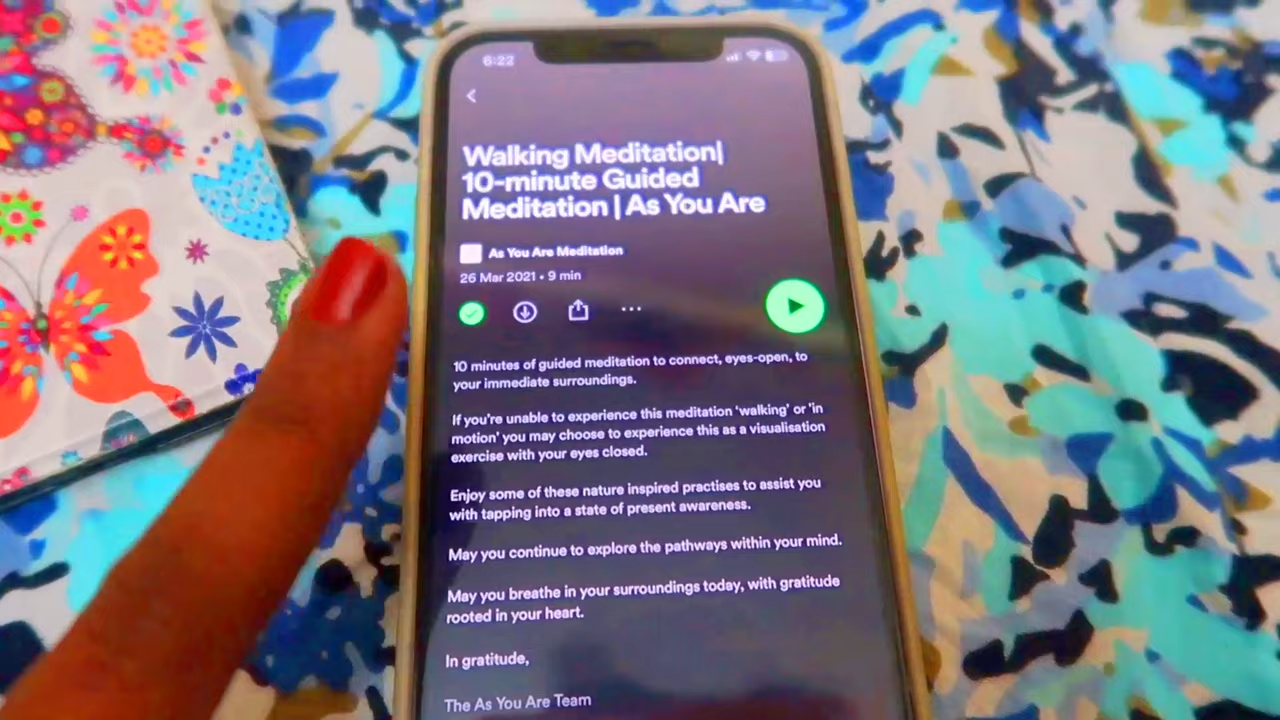 6:22
Walking Meditation|
10-minute Guided
Meditation | As You Are
As You Are Meditation
26 Mar 2021 • 9 min
10 minutes of guided meditation to connect, eyes-open, to
your immediate surroundings.
If you're unable to experience this meditation 'walking' or 'in
motion' you may choose to experience this as a visualisation
exercise with your eyes closed.
Enjoy some of these nature inspired practises to assist you
with tapping into a state of present awareness.
May you continue to explore the pathways within your mind.
May you breathe in your surroundings today, with gratitude
rooted in your heart.
In gratitude,
The As You Are Team